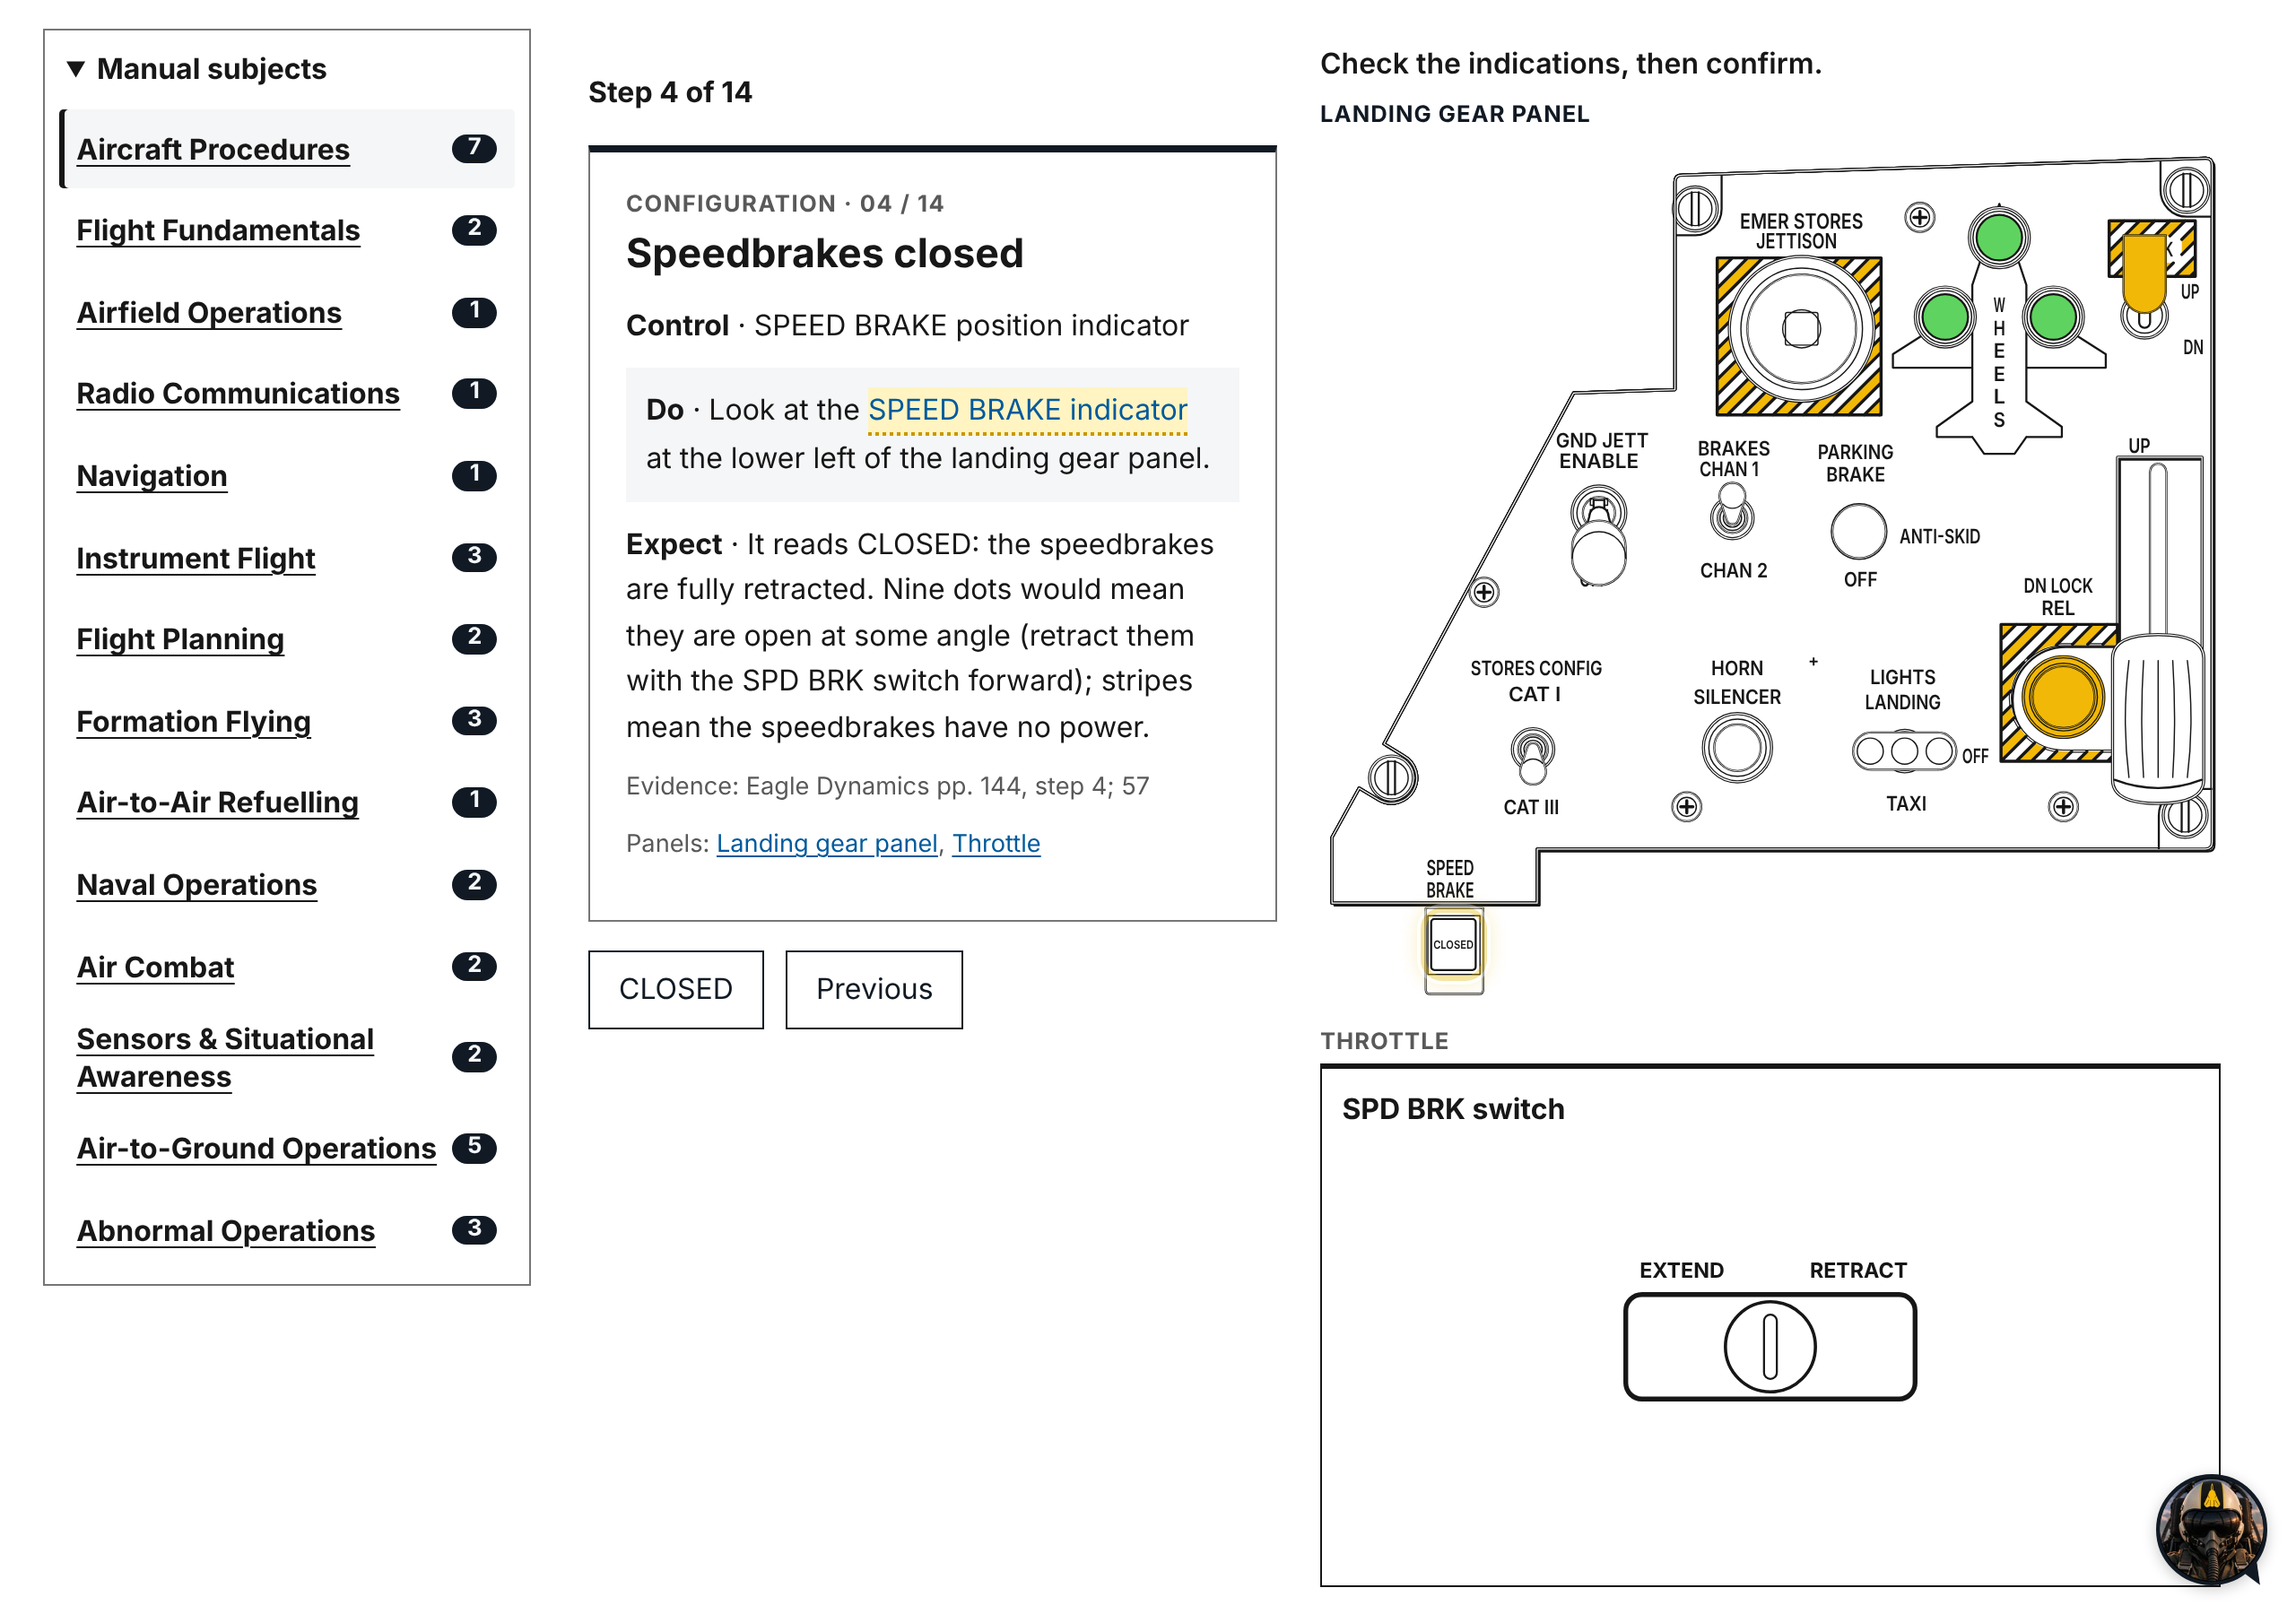 ▼ Manual subjects
Aircraft Procedures 7
Flight Fundamentals 2
Airfield Operations 1
Radio Communications 1
Navigation 1
Instrument Flight 3
Flight Planning 2
Formation Flying 3
Air-to-Air Refuelling 1
Naval Operations 2
Air Combat 2
Sensors & Situational
Awareness 2
Air-to-Ground Operations 5
Abnormal Operations 3
Step 4 of 14
CONFIGURATION · 04 / 14
Speedbrakes closed
Control · SPEED BRAKE position indicator
Do · Look at the SPEED BRAKE indicator
at the lower left of the landing gear panel.
Expect · It reads CLOSED: the speedbrakes
are fully retracted. Nine dots would mean
they are open at some angle (retract them
with the SPD BRK switch forward); stripes
mean the speedbrakes have no power.
Evidence: Eagle Dynamics pp. 144, step 4; 57
Panels: Landing gear panel, Throttle
CLOSED
Previous
Check the indications, then confirm.
LANDING GEAR PANEL
EMER STORES
JETTISON
WHEELS
UP
DN
GND JETT
ENABLE
BRAKES
CHAN 1
CHAN 2
PARKING
BRAKE
ANTI-SKID
OFF
UP
DN LOCK
REL
STORES CONFIG
CAT I
CAT III
HORN
SILENCER
LIGHTS
LANDING
OFF
TAXI
SPEED
BRAKE
CLOSED
THROTTLE
SPD BRK switch
EXTEND
RETRACT